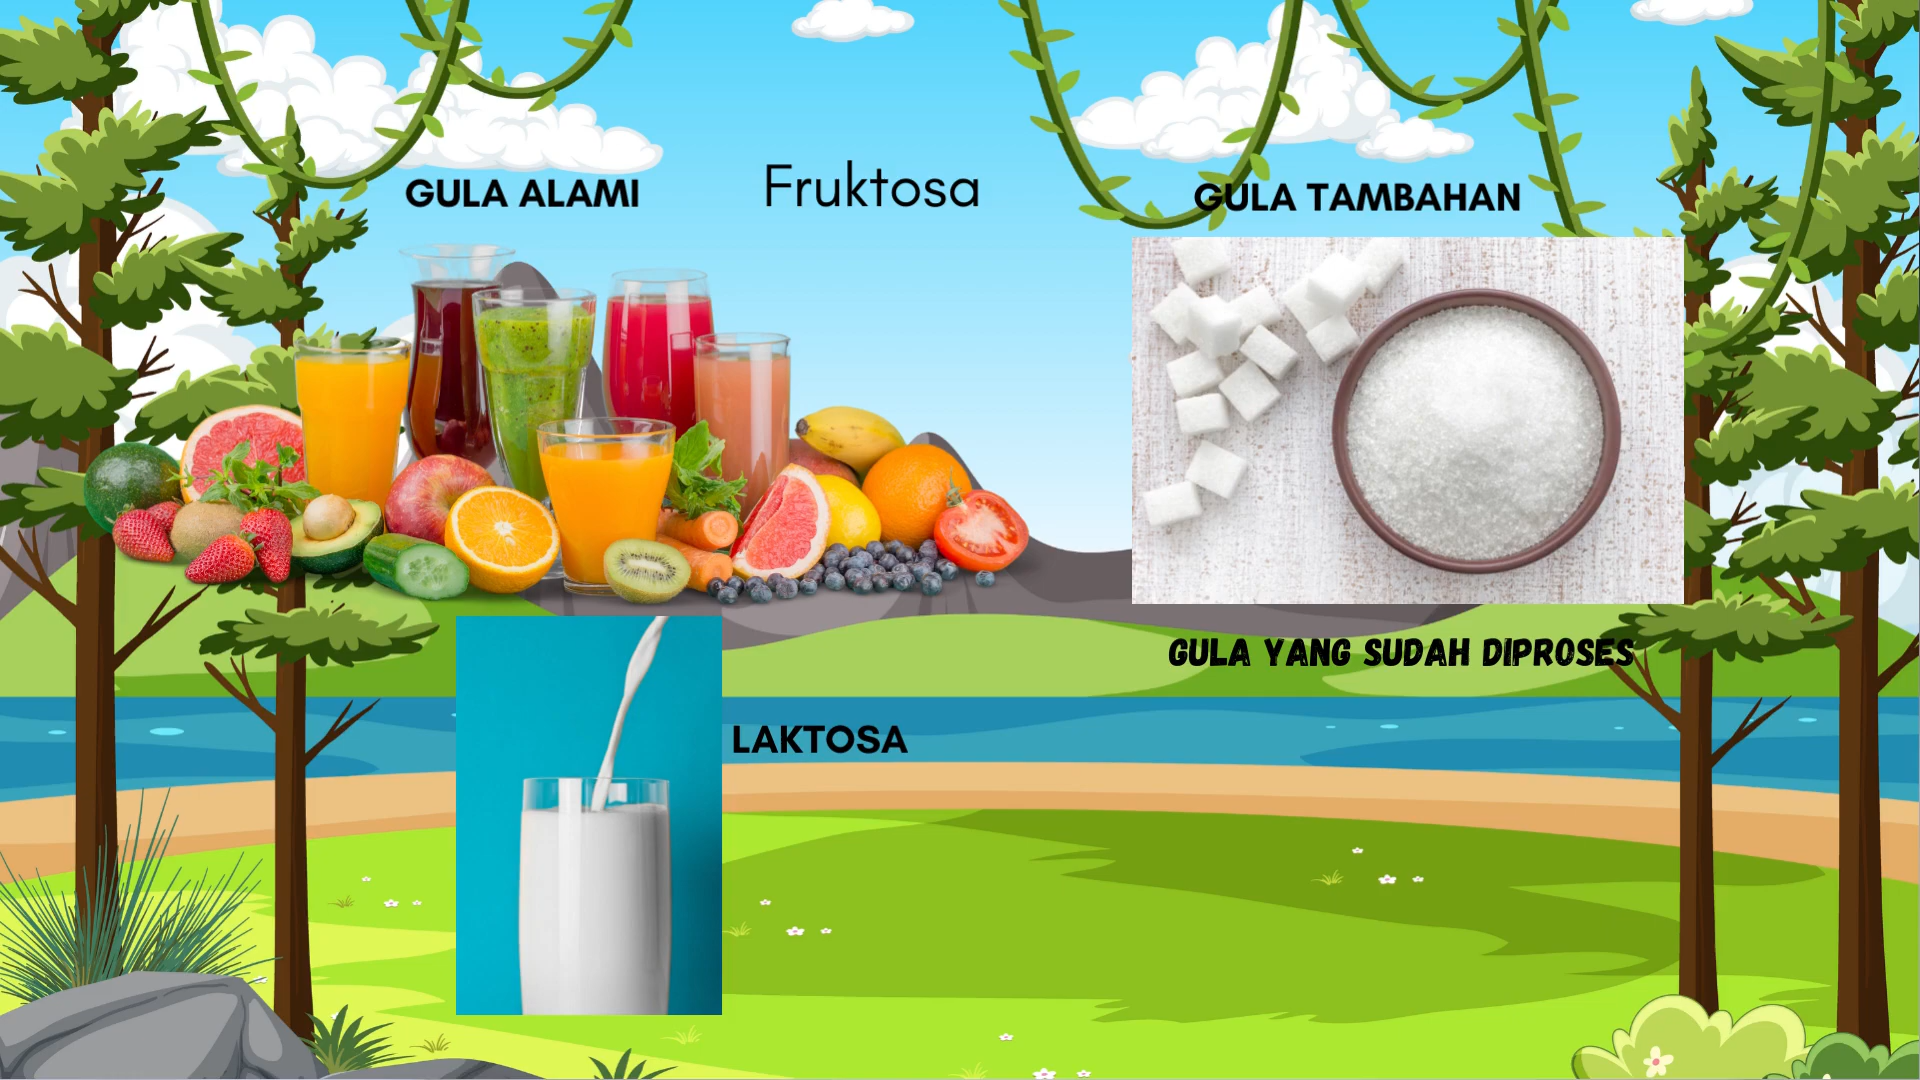 GULA ALAMI
Fruktosa
GULA TAMBAHAN
GULA YANG SUDAH DIPROSES
LAKTOSA